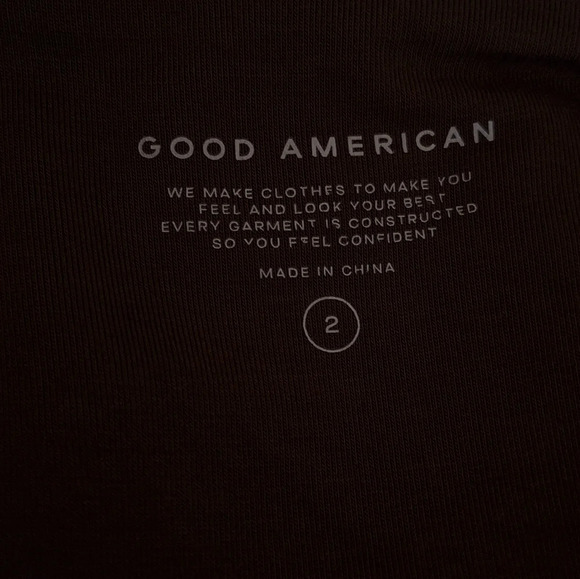 GOOD AMERICAN
WE MAKE CLOTHES TO MAKE YOU
FEEL AND LOOK YOUR BEST
EVERY GARMENT IS CONSTRUCTED
SO YOU FEEL CONFIDENT
MADE IN CHINA
2